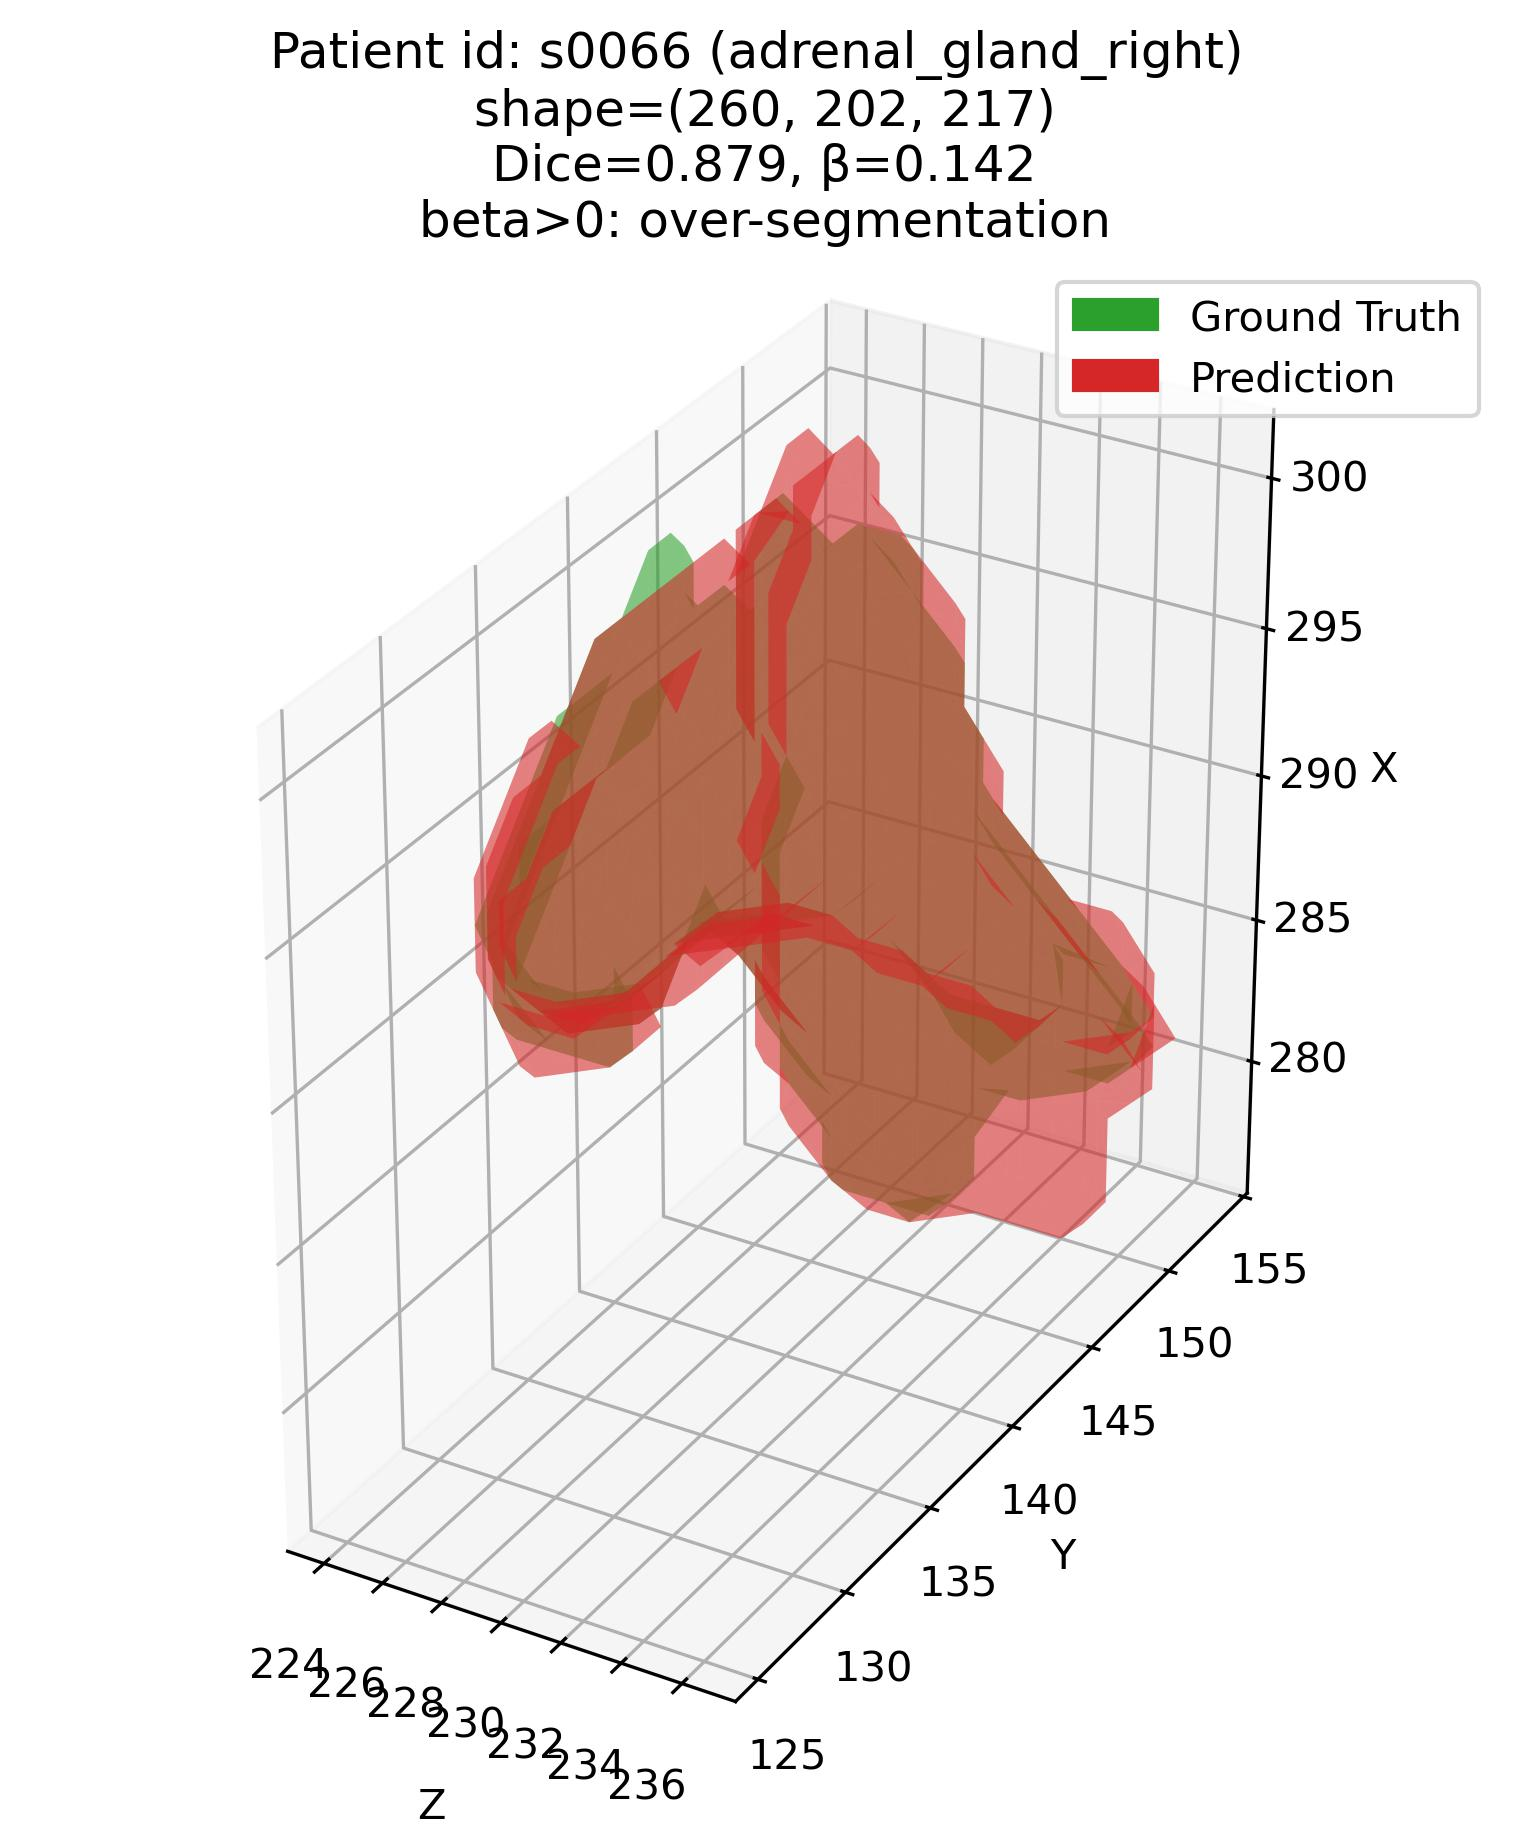 Patient id: s0066 (adrenal_gland_right)
shape=(260, 202, 217)
Dice=0.879, β=0.142
beta>0: over-segmentation
Ground Truth
Prediction
300
295
290 X
285
280
155
150
145
140
Y
135
130
125
224
226
228
230
232
234
236
Z